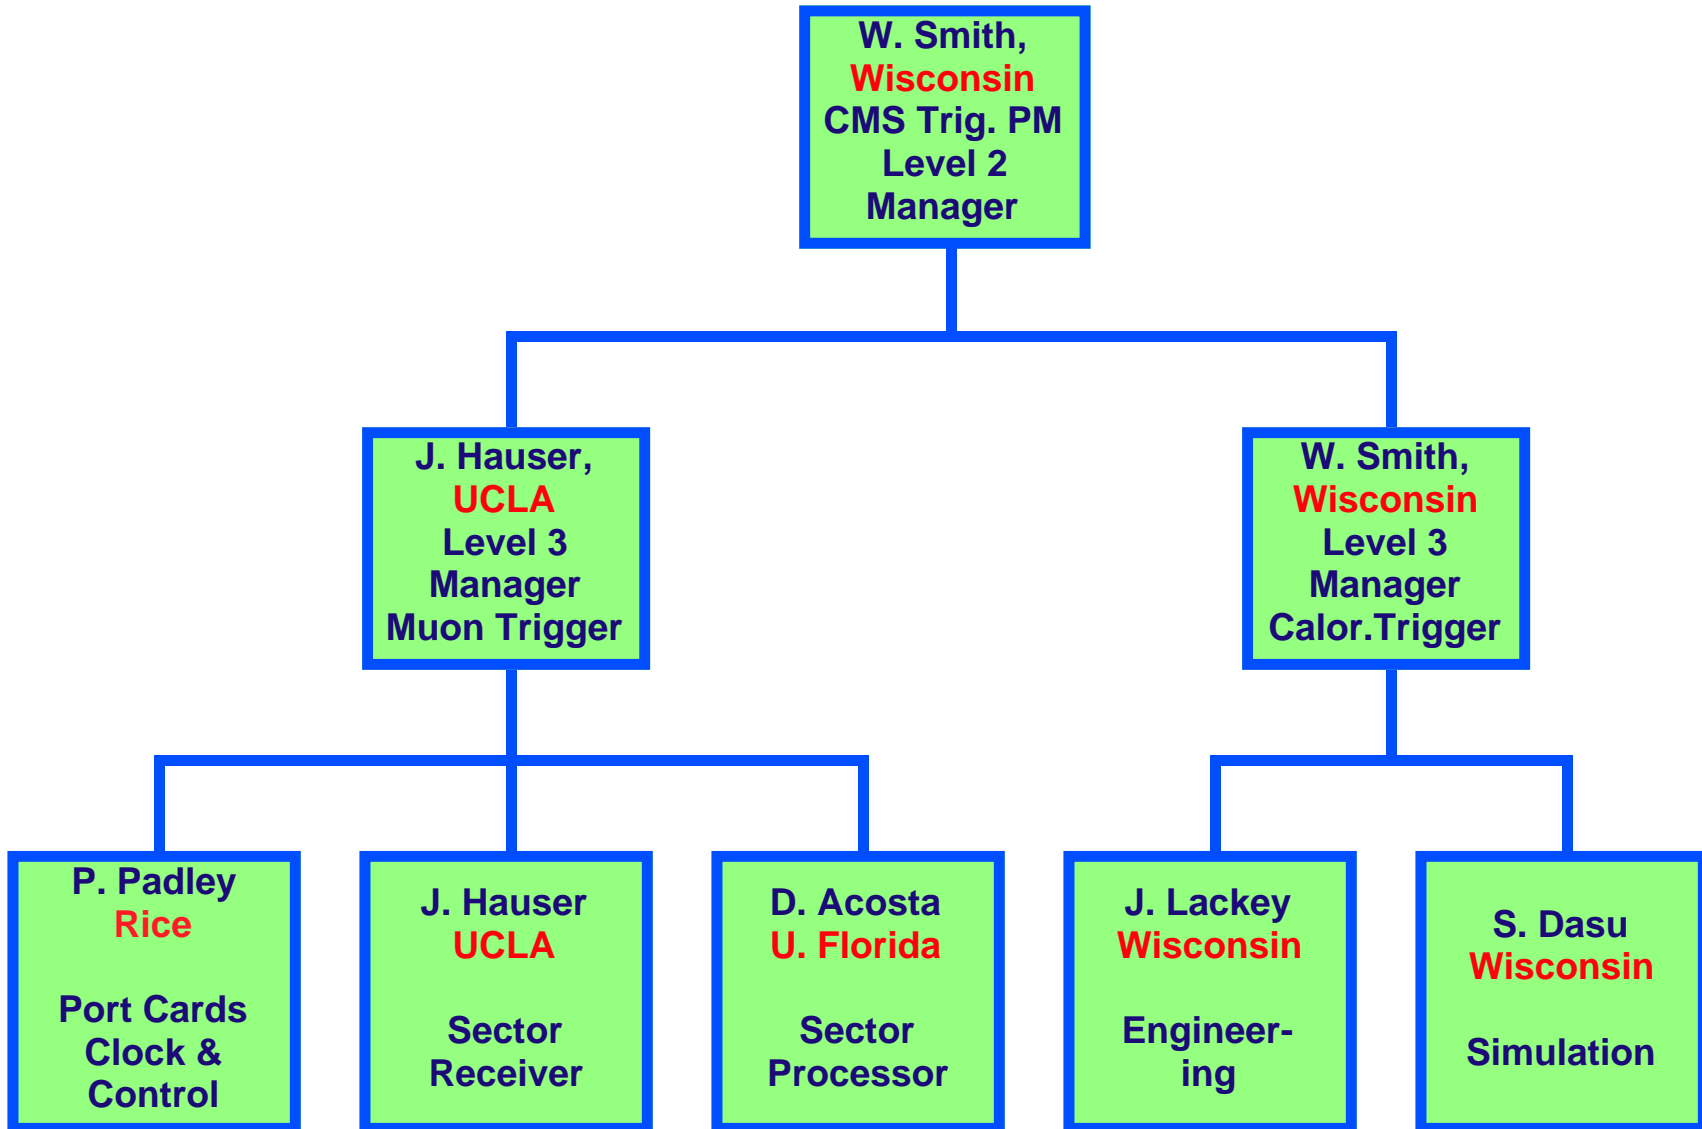 W. Smith,
Wisconsin
CMS Trig. PM
Level 2
Manager
J. Hauser,
UCLA
Level 3
Manager
Muon Trigger
W. Smith,
Wisconsin
Level 3
Manager
Calor.Trigger
P. Padley
Rice
Port Cards
Clock &
Control
J. Hauser
UCLA
Sector
Receiver
D. Acosta
U. Florida
Sector
Processor
J. Lackey
Wisconsin
Engineer-
ing
S. Dasu
Wisconsin
Simulation